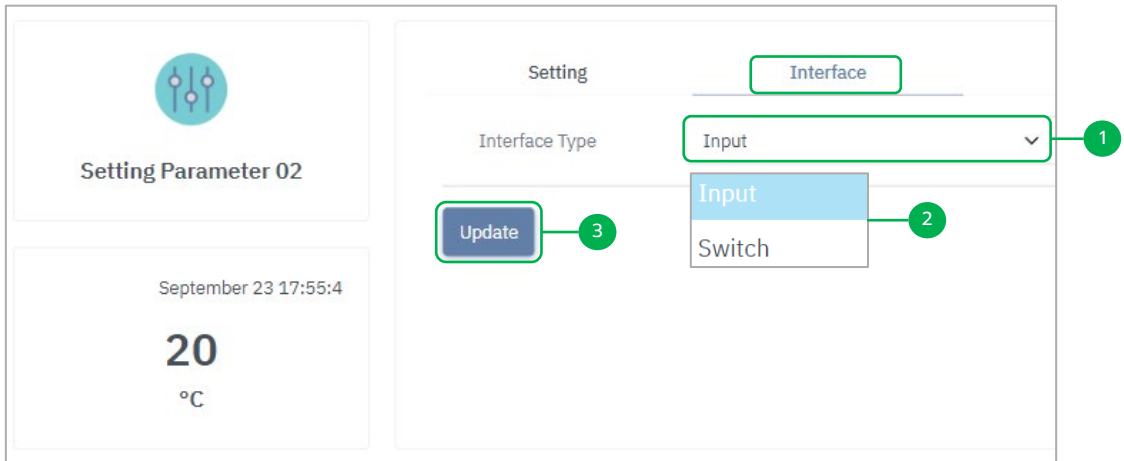 Setting Parameter 02
September 23 17:55:4
20
°C
Setting
Interface
Interface Type
Input
1
Input
Switch
2
Update
3